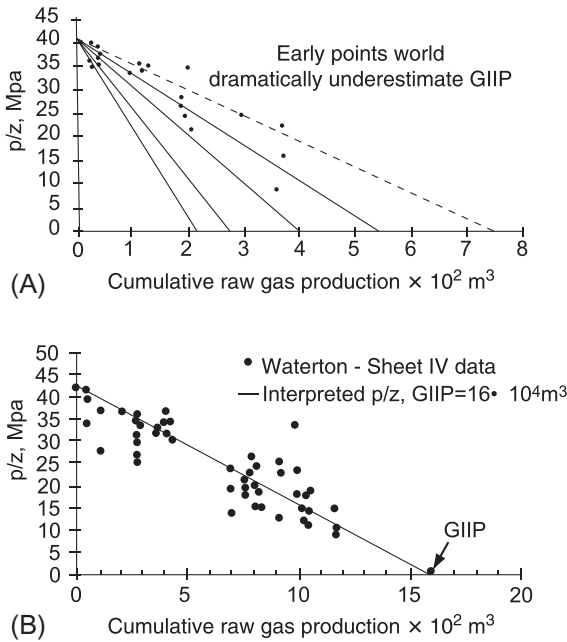 45
40
35
30
25
20
15
10
5
0
p/z, Mpa
Early points world
dramatically underestimate GIIP
0 1 2 3 4 5 6 7 8
(A) Cumulative raw gas production × 10² m³
50
45
40
35
30
25
20
15
10
5
0
p/z, Mpa
Waterton - Sheet IV data
Interpreted p/z, GIIP=16• 10⁴m³
GIIP
0 5 10 15 20
(B) Cumulative raw gas production × 10² m³